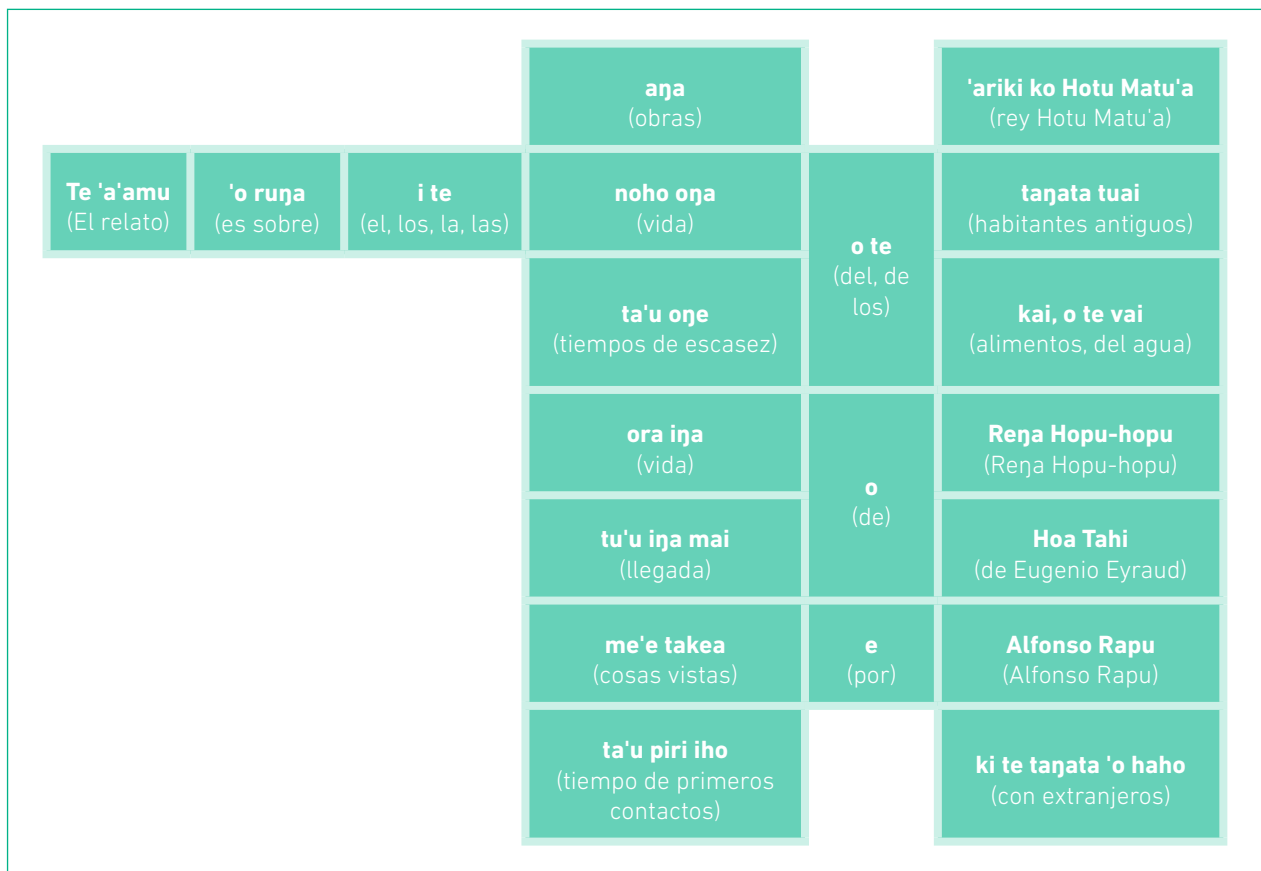 aŋa
(obras)
'ariki ko Hotu Matu'a
(rey Hotu Matu'a)
Te 'a'amu
(El relato)
'o ruŋa
(es sobre)
i te
(el, los, la, las)
noho oŋa
(vida)
o te
(del, de
los)
taŋata tuai
(habitantes antiguos)
ta'u oŋe
(tiempos de escasez)
kai, o te vai
(alimentos, del agua)
ora iŋa
(vida)
o
(de)
Reŋa Hopu-hopu
(Reŋa Hopu-hopu)
tu'u iŋa mai
(llegada)
Hoa Tahi
(de Eugenio Eyraud)
me'e takea
(cosas vistas)
e
(por)
Alfonso Rapu
(Alfonso Rapu)
ta'u piri iho
(tiempo de primeros
contactos)
ki te taŋata 'o haho
(con extranjeros)